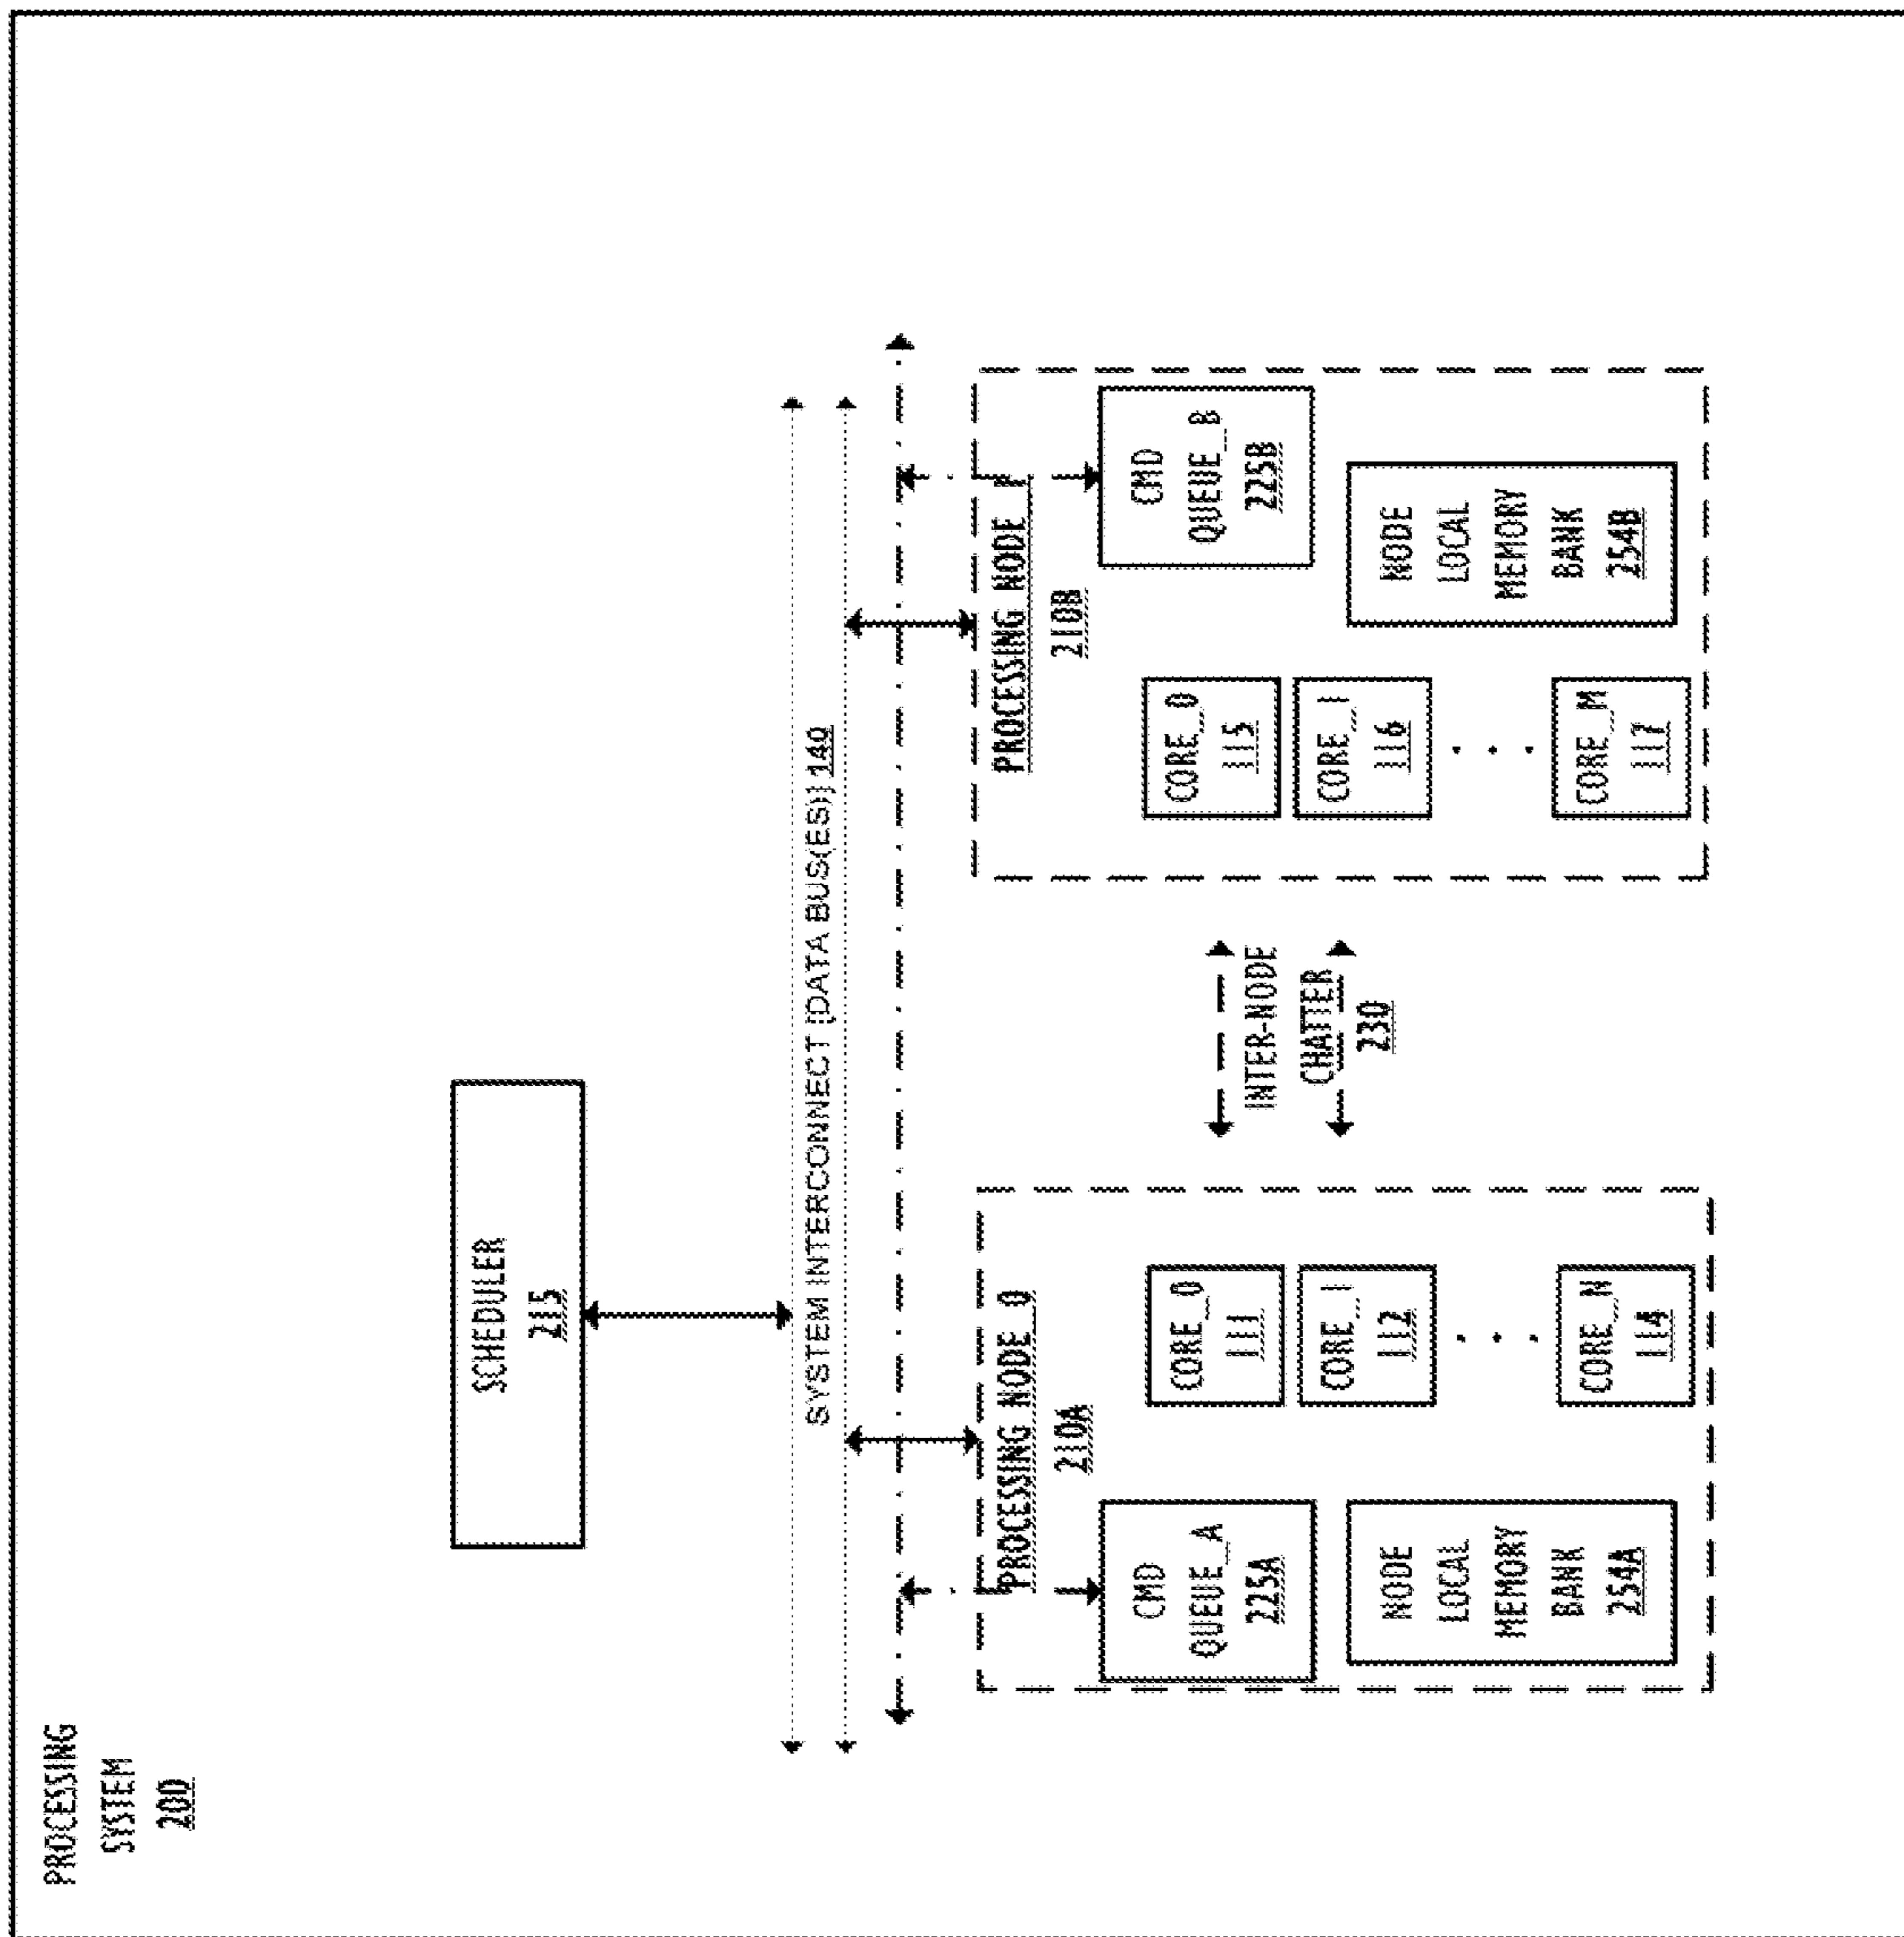 PROCESSING
SYSTEM
200
SCHEDULER
215
SYSTEM INTERCONNECT [DATA BUS(ES)] 140
PROCESSING NODE_0
210A
CMD
QUEUE_A
225A
NODE
LOCAL
MEMORY
BANK
254A
CORE_0
111
CORE_1
112
. . .
CORE_N
114
INTER-NODE
CHATTER
230
PROCESSING NODE_1
210B
CORE_0
115
CORE_1
116
. . .
CORE_M
117
CMD
QUEUE_B
225B
NODE
LOCAL
MEMORY
BANK
254B